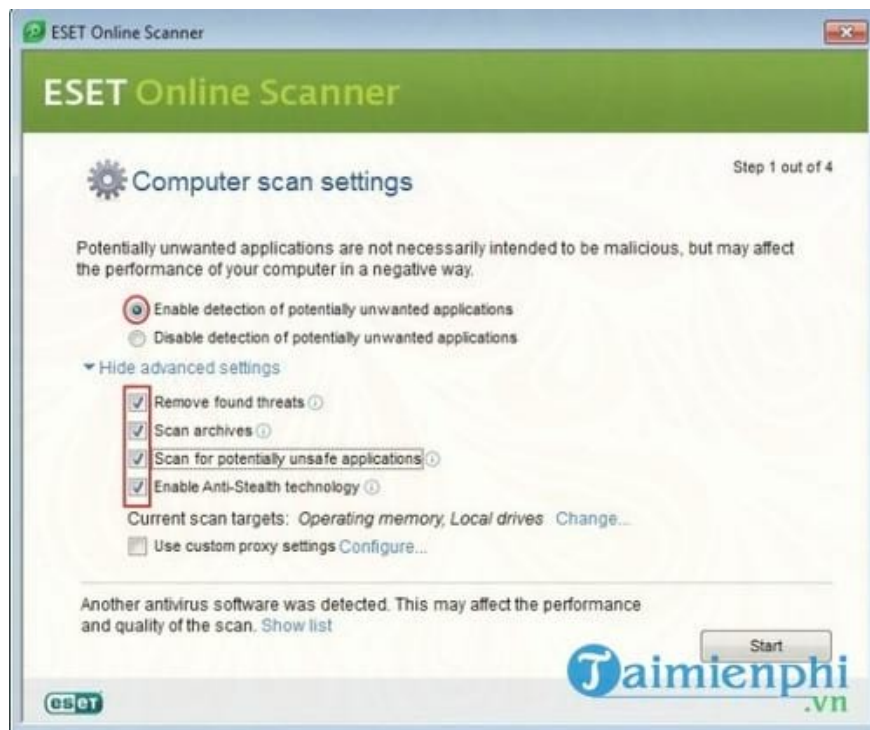 ESET Online Scanner
ESET Online Scanner
Computer scan settings
Step 1 out of 4
Potentially unwanted applications are not necessarily intended to be malicious, but may affect
the performance of your computer in a negative way.
Enable detection of potentially unwanted applications
Disable detection of potentially unwanted applications
Hide advanced settings
Remove found threats
Scan archives
Scan for potentially unsafe applications
Enable Anti-Stealth technology
Current scan targets: Operating memory, Local drives Change...
Use custom proxy settings Configure...
Another antivirus software was detected. This may affect the performance
and quality of the scan. Show list
Start
Taimienphi
.vn
eset